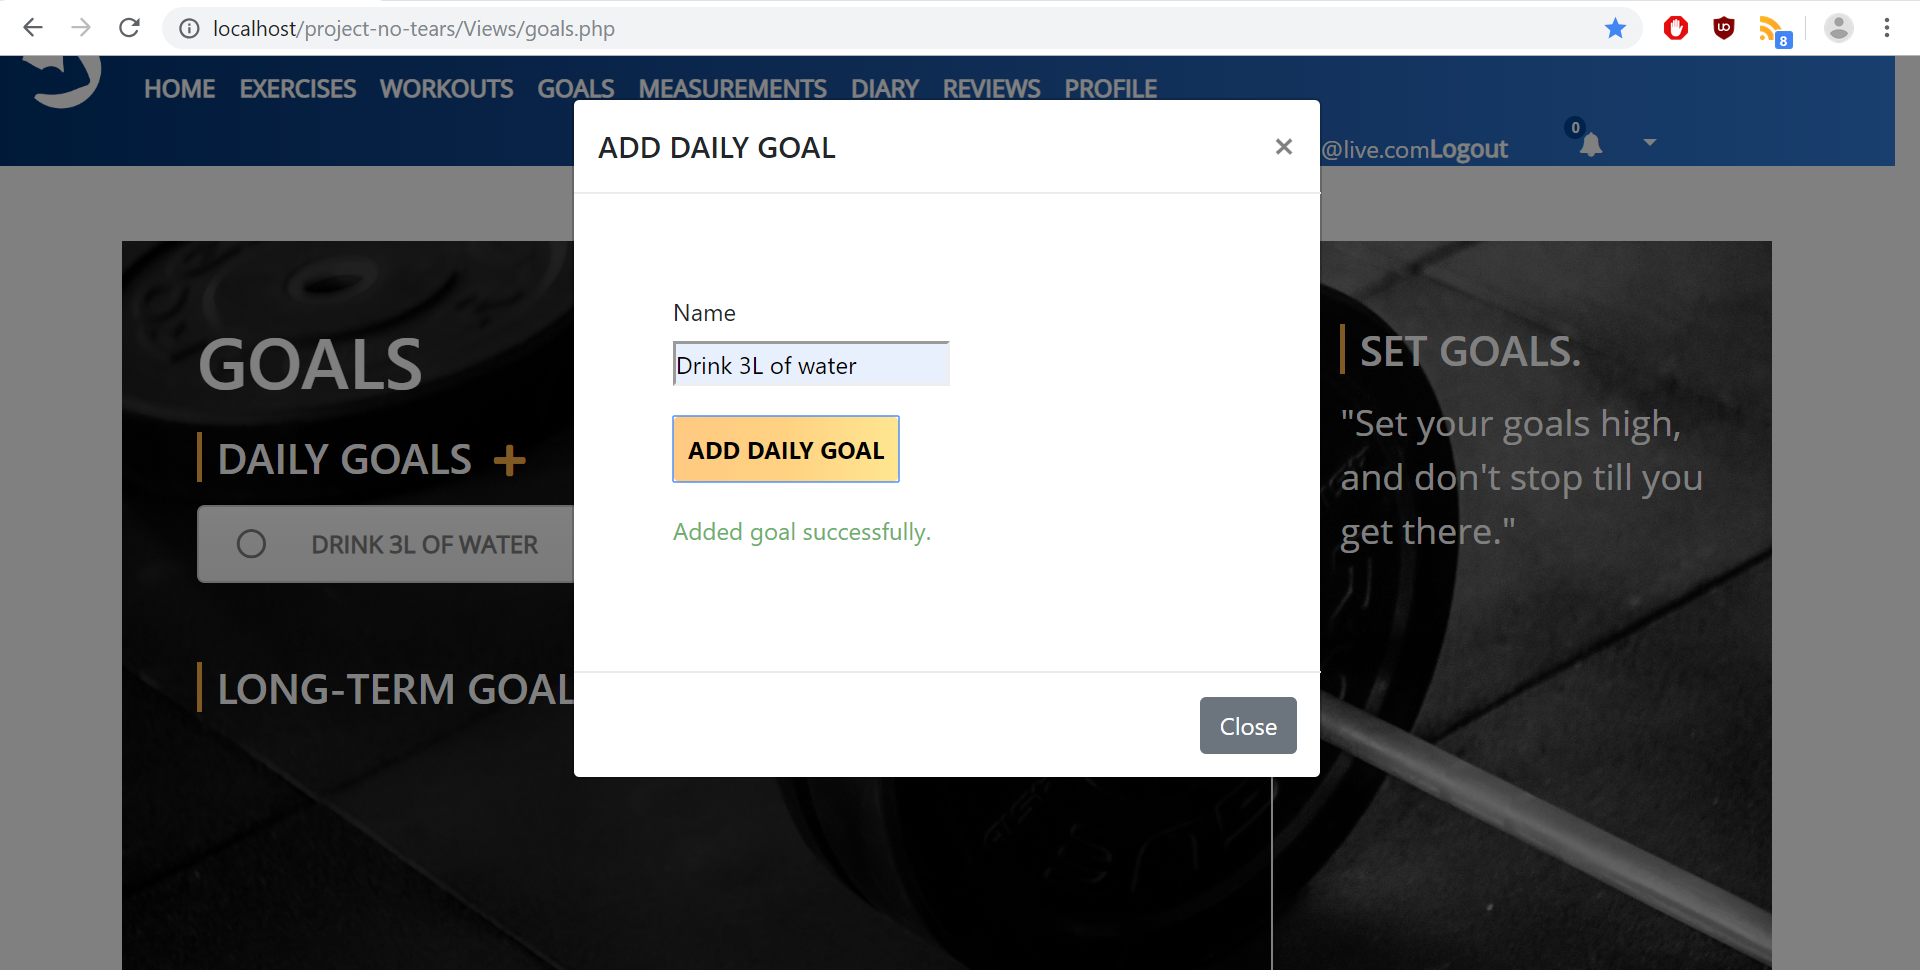 localhost/project-no-tears/Views/goals.php
8
HOME EXERCISES WORKOUTS GOALS MEASUREMENTS DIARY REVIEWS PROFILE
@live.comLogout
0
ADD DAILY GOAL
×
Name
Drink 3L of water
ADD DAILY GOAL
Added goal successfully.
Close
GOALS
DAILY GOALS
DRINK 3L OF WATER
LONG-TERM GOAL
SET GOALS.
"Set your goals high,
and don't stop till you
get there."